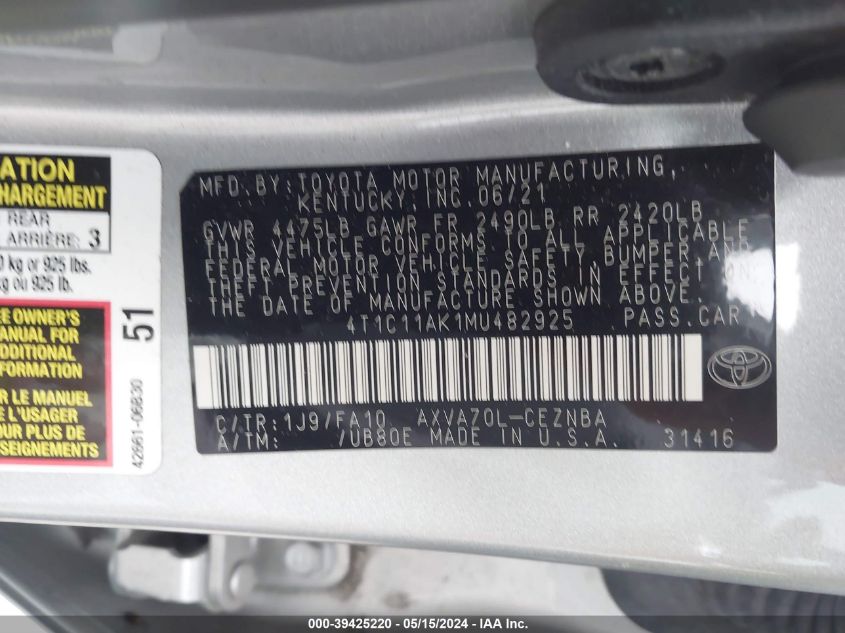 ATION
HARGEMENT
REAR
ARRIÈRE: 3
kg or 925 lbs.
kg ou 925 lb.
EE OWNER'S
MANUAL FOR
ADDITIONAL
FORMATION
R LE MANUEL
E L'USAGER
NSEIGNEMENTS
51
42661-06830
MFD. BY: TOYOTA MOTOR MANUFACTURING,
KENTUCKY, INC. 06/21
GVWR 4475LB GAWR FR 2490LB RR 2420LB
THIS VEHICLE CONFORMS TO ALL APPLICABLE
FEDERAL MOTOR VEHICLE SAFETY, BUMPER, AND
THEFT PREVENTION STANDARDS IN EFFECT ON
THE DATE OF MANUFACTURE SHOWN ABOVE.
4T1C11AK1MU482925 PASS. CAR
C/TR: 1J9/FA10 AXVA70L-CEZNBA
A/TM: /UB80E MADE IN U.S.A. 31416
000-39425220 - 05/15/2024 - IAA Inc.